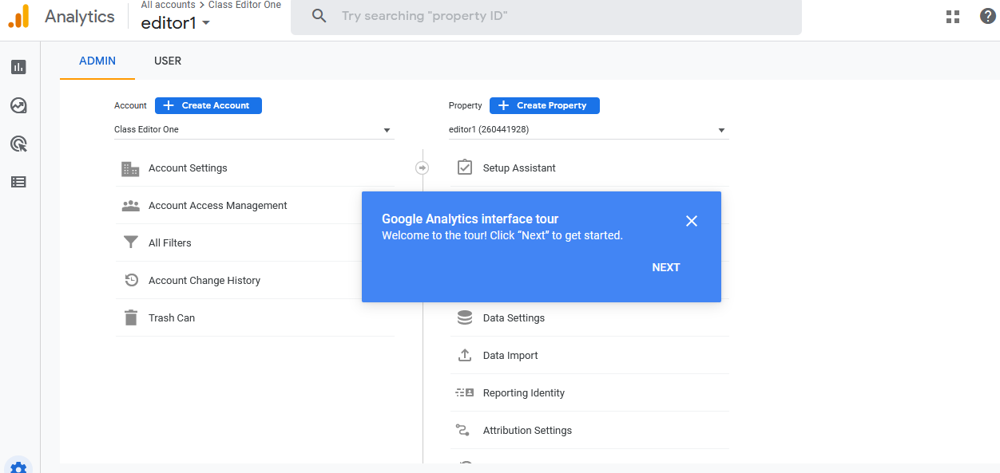 All accounts > Class Editor One
Analytics
editor1
Try searching "property ID"
ADMIN
USER
Account
Create Account
Class Editor One
Account Settings
Account Access Management
All Filters
Account Change History
Trash Can
Property
Create Property
editor1 (260441928)
Setup Assistant
Google Analytics interface tour
Welcome to the tour! Click “Next” to get started.
NEXT
Data Settings
Data Import
Reporting Identity
Attribution Settings